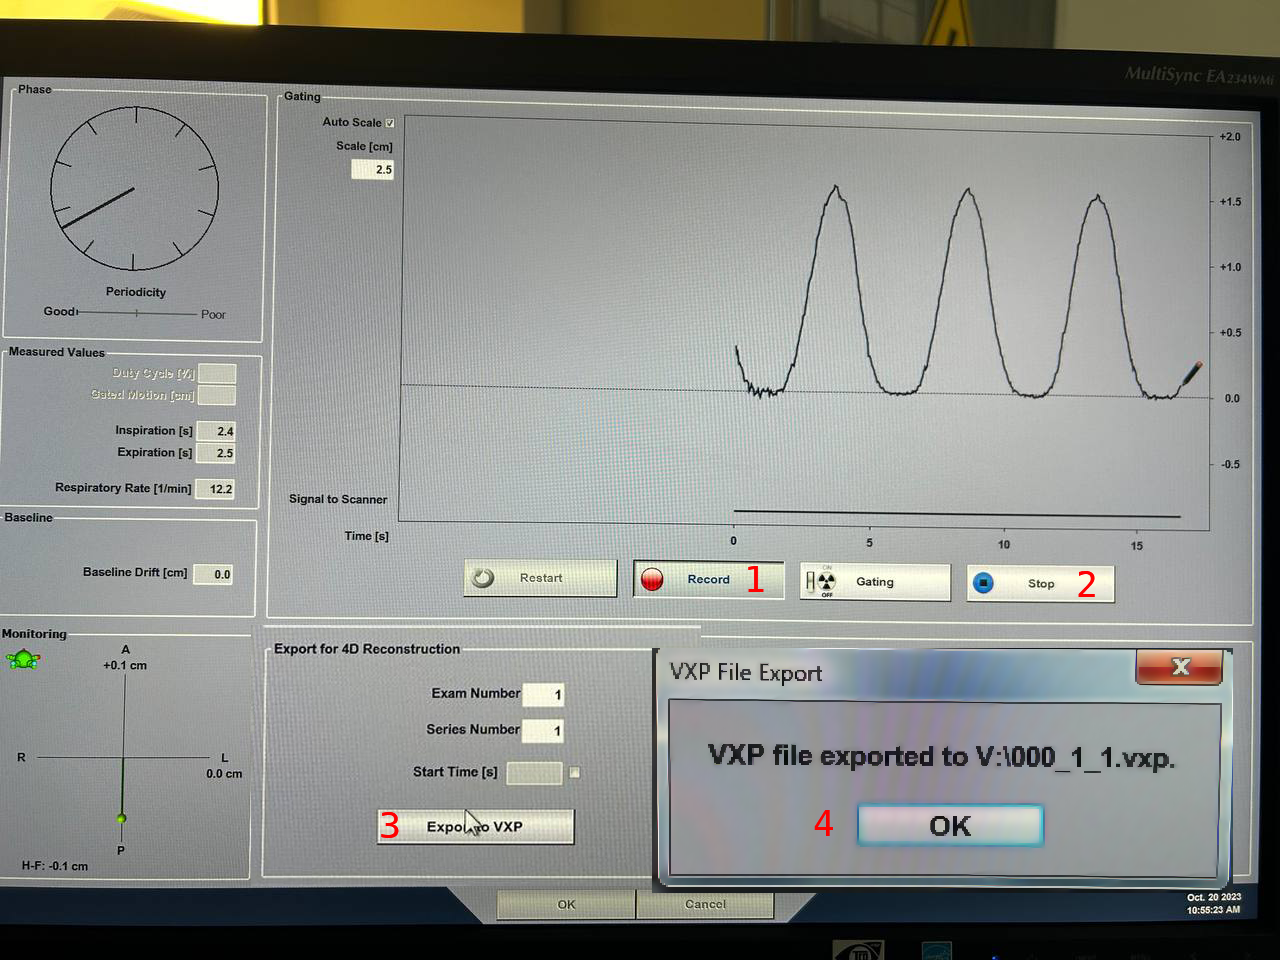 MultiSync EA234WMi
Phase
Periodicity
Good
Poor
Measured Values
Duty Cycle [%]
Gated Motion [cm]
Inspiration [s] 2.4
Expiration [s] 2.5
Respiratory Rate [1/min] 12.2
Baseline
Baseline Drift [cm] 0.0
Monitoring
A
+0.1 cm
R
L
0.0 cm
P
H-F: -0.1 cm
Gating
Auto Scale
Scale [cm]
2.5
+2.0
+1.5
+1.0
+0.5
0.0
-0.5
Signal to Scanner
Time [s]
0 5 10 15
Restart
Record 1
ON
OFF
Gating
Stop 2
Export for 4D Reconstruction
Exam Number 1
Series Number 1
Start Time [s]
3 Export to VXP
VXP File Export
X
VXP file exported to V:\000_1_1.vxp.
4 OK
OK Cancel
Oct. 20 2023
10:55:23 AM